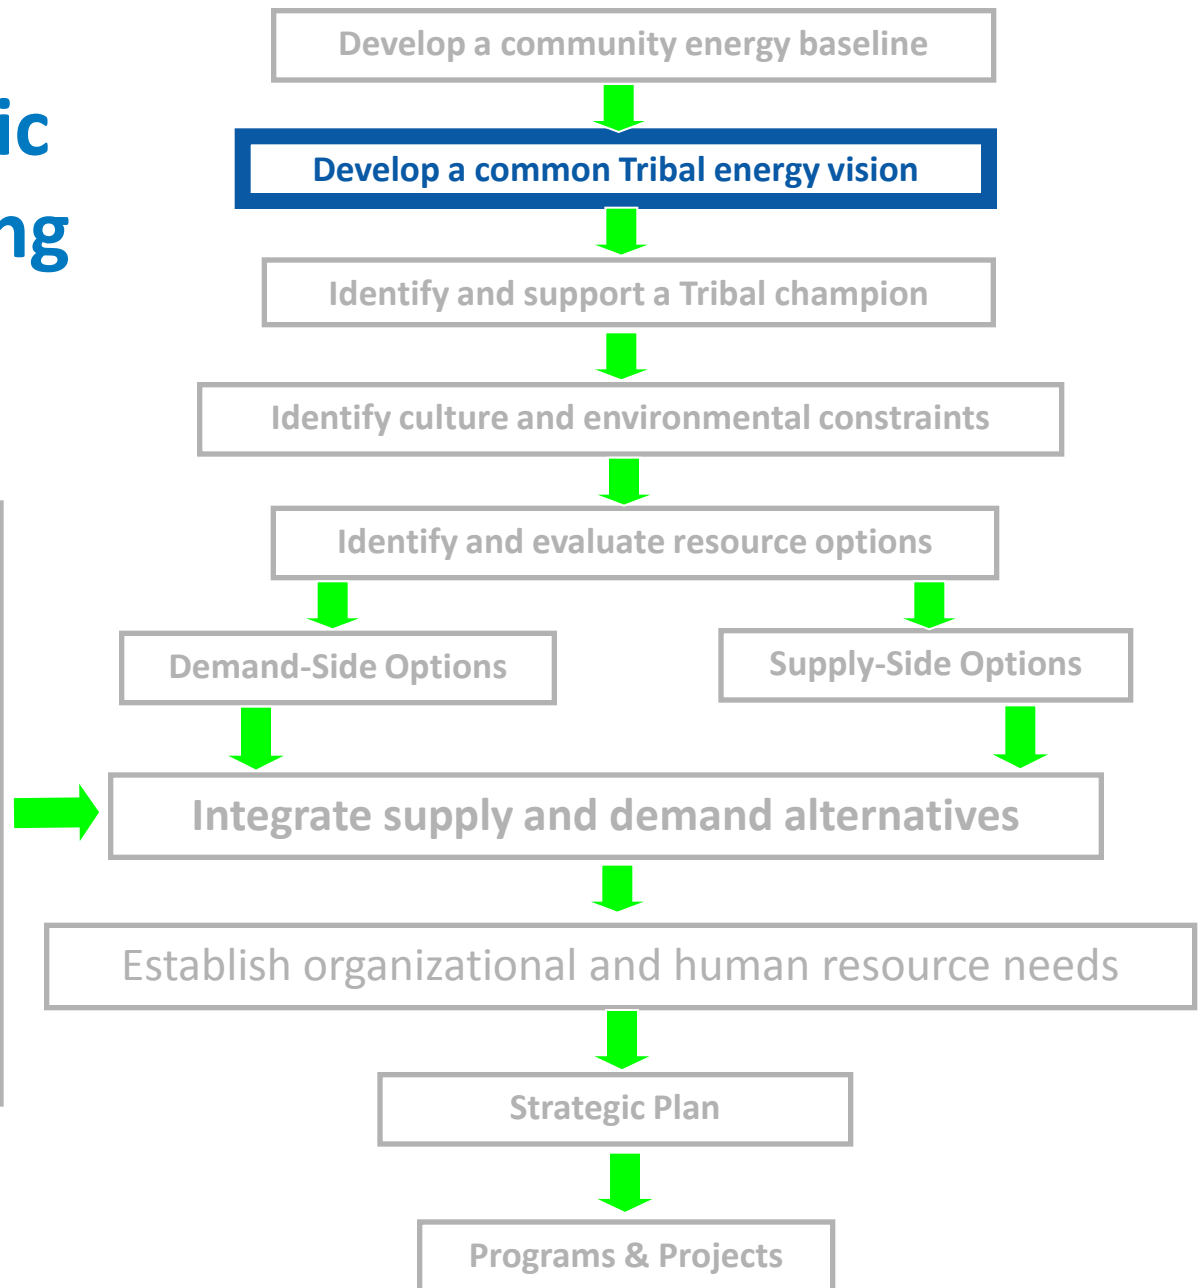 Develop a community energy baseline
ic
Develop a common Tribal energy vision
ng
Identify and support a Tribal champion
Identify culture and environmental constraints
Identify and evaluate resource options
Demand-Side Options
Supply-Side Options
Integrate supply and demand alternatives
Establish organizational and human resource needs
Strategic Plan
Programs & Projects